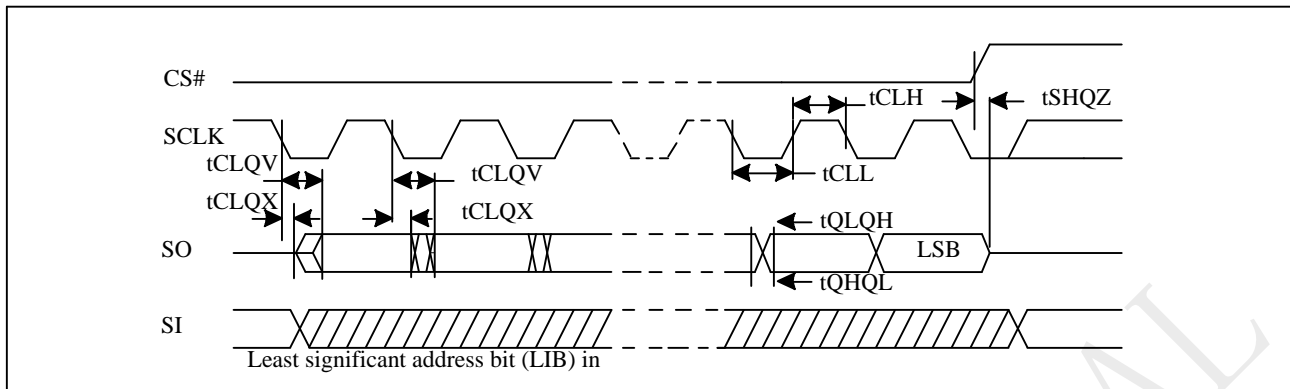 CS#
tCLH
tSHQZ
SCLK
tCLQV
tCLQV
tCLL
tCLQX
tCLQX
tQLQH
SO
LSB
tQHQL
SI
Least significant address bit (LIB) in